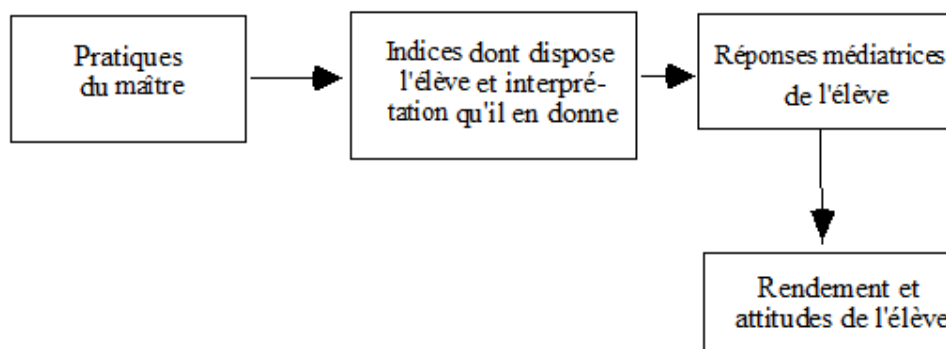 Pratiques
du maître
Indices dont dispose
l'élève et interpré-
tation qu'il en donne
Réponses médiatrices
de l'élève
Rendement et
attitudes de l'élève